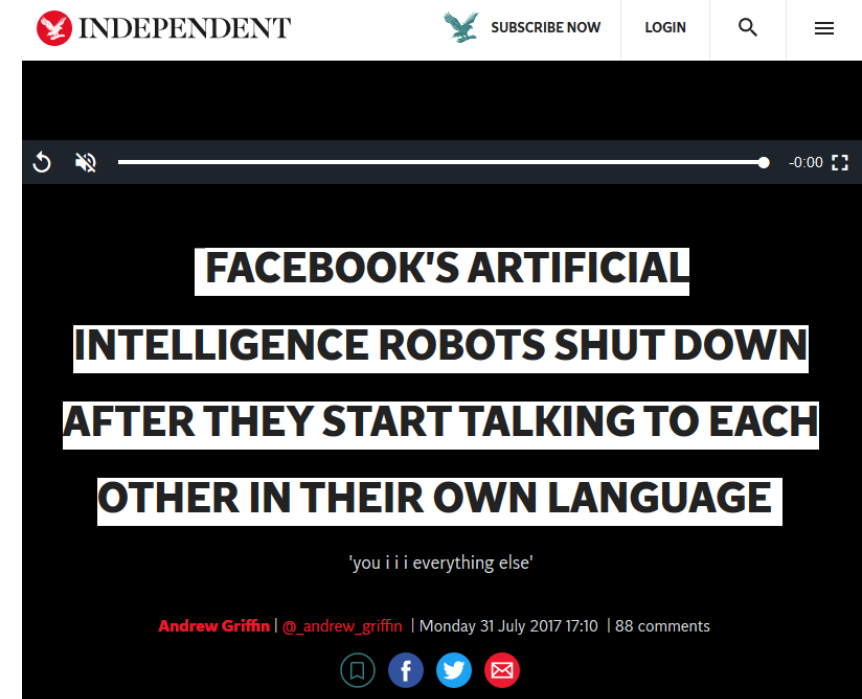 INDEPENDENT SUBSCRIBE NOW LOGIN
-0:00
FACEBOOK'S ARTIFICIAL
INTELLIGENCE ROBOTS SHUT DOWN
AFTER THEY START TALKING TO EACH
OTHER IN THEIR OWN LANGUAGE
'you i i i everything else'
Andrew Griffin | @_andrew_griffin | Monday 31 July 2017 17:10 | 88 comments